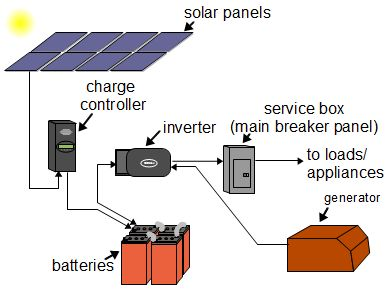 solar panels
charge
controller
inverter
service box
(main breaker panel)
to loads/
appliances
generator
batteries